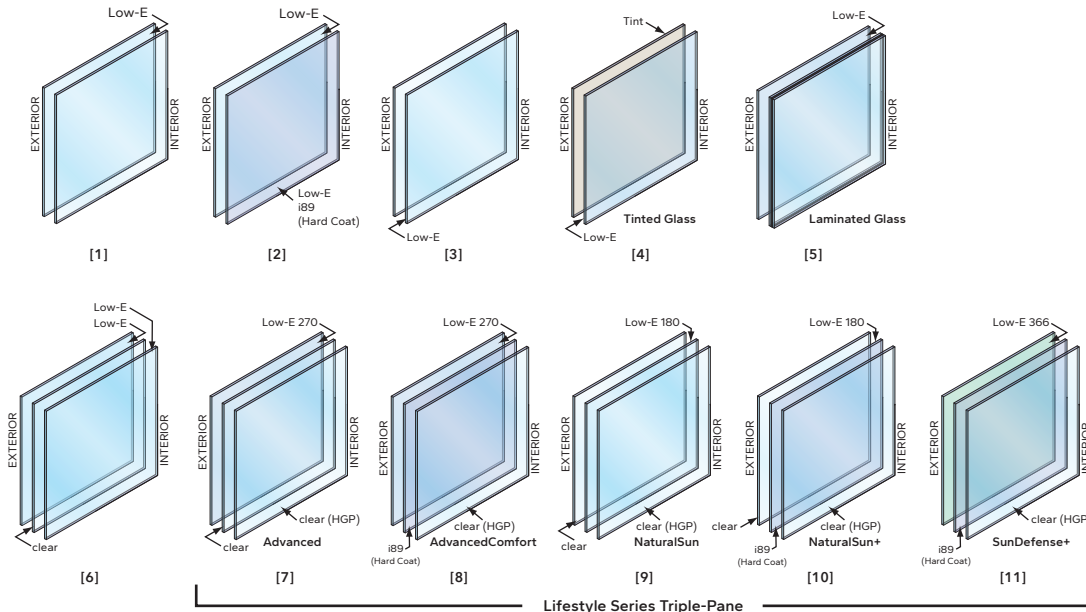 Low-E
EXTERIOR
INTERIOR
[1]
Low-E
EXTERIOR
INTERIOR
Low-E
i89
(Hard Coat)
[2]
EXTERIOR
INTERIOR
Low-E
[3]
Tint
EXTERIOR
INTERIOR
Tinted Glass
Low-E
[4]
Low-E
EXTERIOR
INTERIOR
Laminated Glass
[5]
Low-E
Low-E
EXTERIOR
INTERIOR
clear
[6]
Low-E 270
EXTERIOR
INTERIOR
clear (HGP)
clear
Advanced
[7]
Low-E 270
EXTERIOR
INTERIOR
clear (HGP)
AdvancedComfort
i89
(Hard Coat)
[8]
Low-E 180
EXTERIOR
INTERIOR
clear (HGP)
NaturalSun
clear
[9]
Low-E 180
EXTERIOR
INTERIOR
clear
clear (HGP)
NaturalSun+
i89
(Hard Coat)
[10]
Low-E 366
EXTERIOR
INTERIOR
clear (HGP)
SunDefense+
i89
(Hard Coat)
[11]
Lifestyle Series Triple-Pane